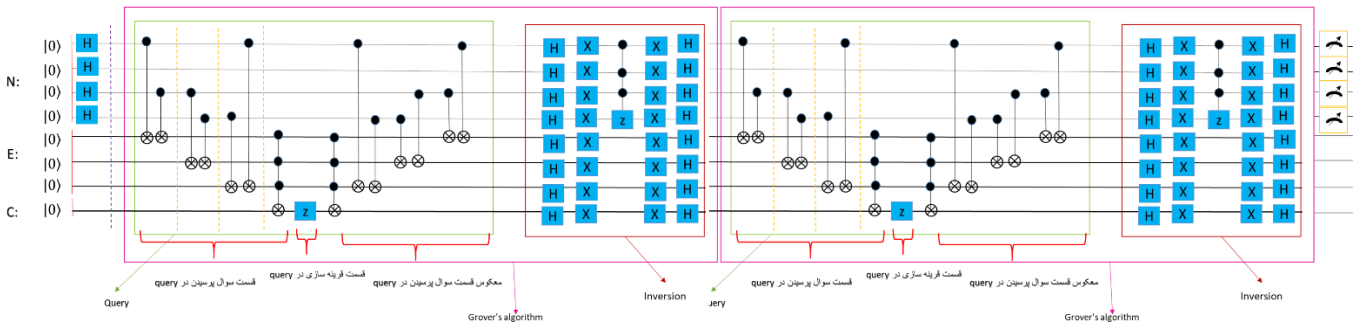 |0⟩ H H X X H H X X H
|0⟩ H H X X H H X X H
N:
|0⟩ H H X X H H X X H
|0⟩ H H X z X H H X z X H
|0⟩ H X X H H X X H
E:
|0⟩ H X X H H X X H
|0⟩ H X X H H X X H
C: |0⟩ z H X X H z H X X H
قسمت سوال پرسیدن در query
قسمت قرینه سازی در query
معکوس قسمت سوال پرسیدن در query
قسمت سوال پرسیدن در query
قسمت قرینه سازی در query
معکوس قسمت سوال پرسیدن در query
Query
Inversion
uery
Inversion
Grover's algorithm
Grover's algorithm